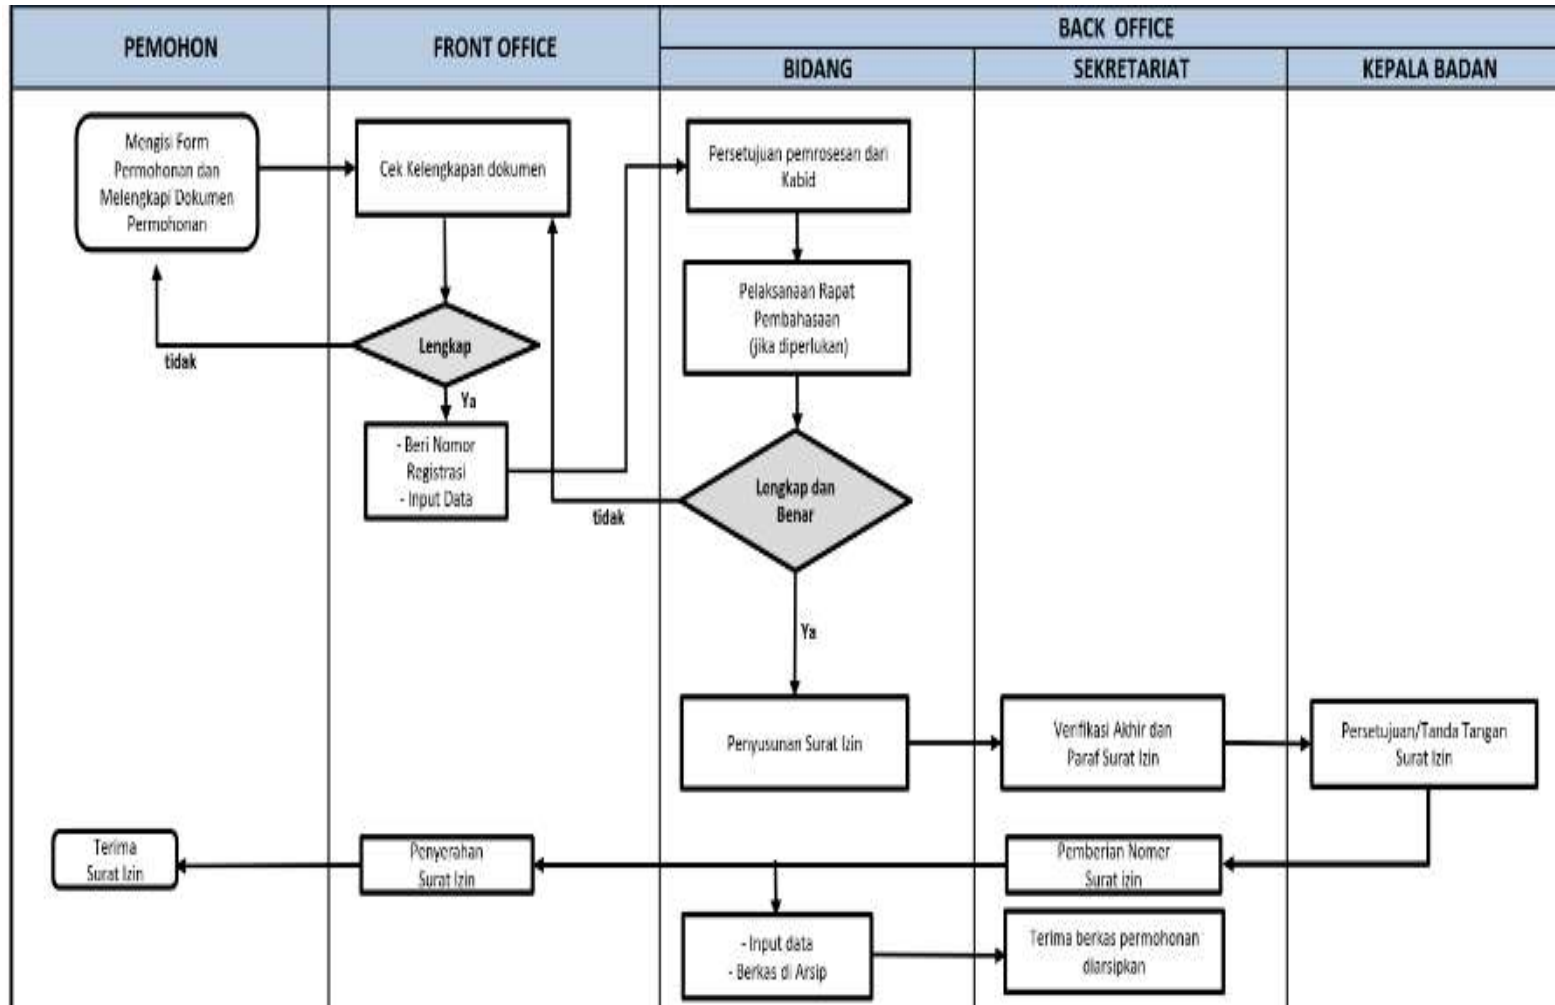 PEMOHON
FRONT OFFICE
BACK OFFICE
BIDANG
SEKRETARIAT
KEPALA BADAN
Mengisi Form
Permohonan dan
Melengkapi Dokumen
Permohonan
Cek Kelengkapan dokumen
Persetujuan pemrosesan dari
Kabid
Pelaksanaan Rapat
Pembahasaan
(jika diperlukan)
Lengkap
tidak
Ya
- Beri Nomor
Registrasi
- Input Data
Lengkap dan
Benar
tidak
Ya
Penyusunan Surat Izin
Verifikasi Akhir dan
Paraf Surat Izin
Persetujuan/Tanda Tangan
Surat Izin
Terima
Surat Izin
Penyerahan
Surat Izin
Pemberian Nomer
Surat izin
- Input data
- Berkas di Arsip
Terima berkas permohonan
diarsipkan